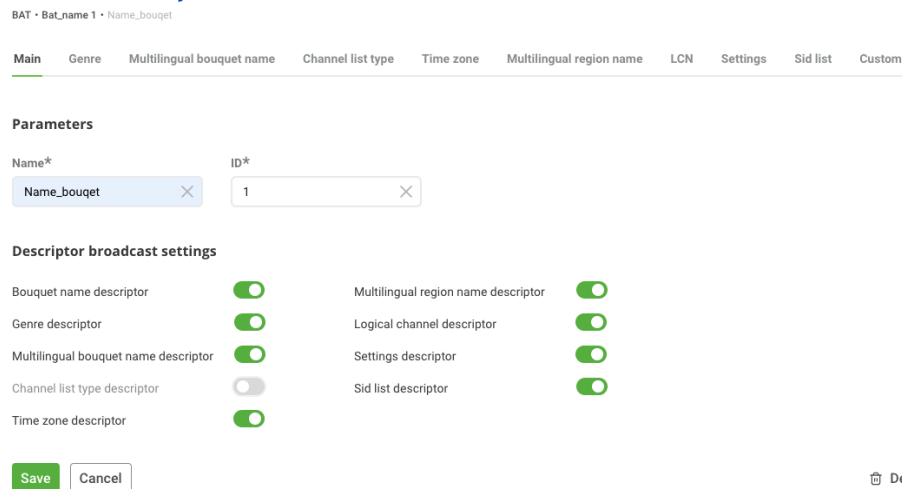 BAT • Bat_name 1 • Name_bouqet
Main Genre Multilingual bouquet name Channel list type Time zone Multilingual region name LCN Settings Sid list Custom
Parameters
Name* ID*
Name_bouqet 1
Descriptor broadcast settings
Bouquet name descriptor Multilingual region name descriptor
Genre descriptor Logical channel descriptor
Multilingual bouquet name descriptor Settings descriptor
Channel list type descriptor Sid list descriptor
Time zone descriptor
Save Cancel